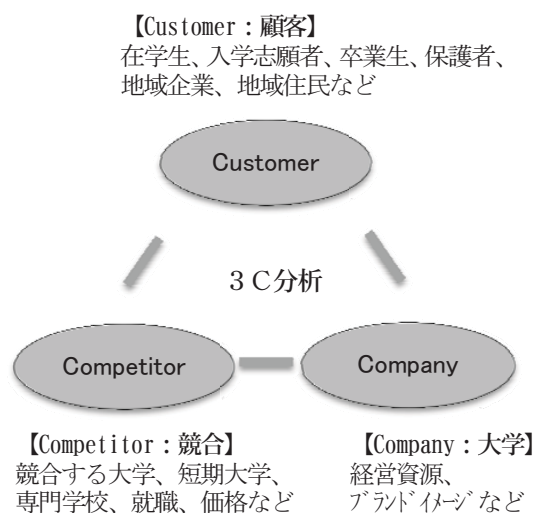 【Customer:顧客】
在学生、入学志願者、卒業生、保護者、
地域企業、地域住民など
Customer
3C分析
Competitor
Company
【Competitor:競合】
競合する大学、短期大学、
専門学校、就職、価格など
【Company:大学】
経営資源、
ブランドイメージなど